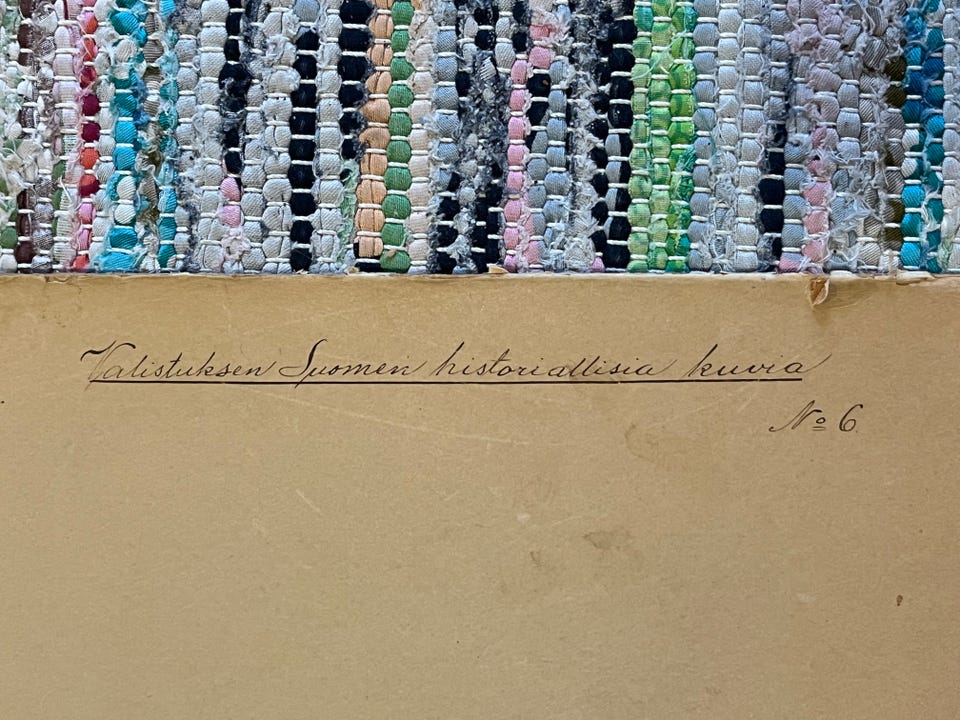 Valistuksen Suomen historiallisia kuvia
No 6.